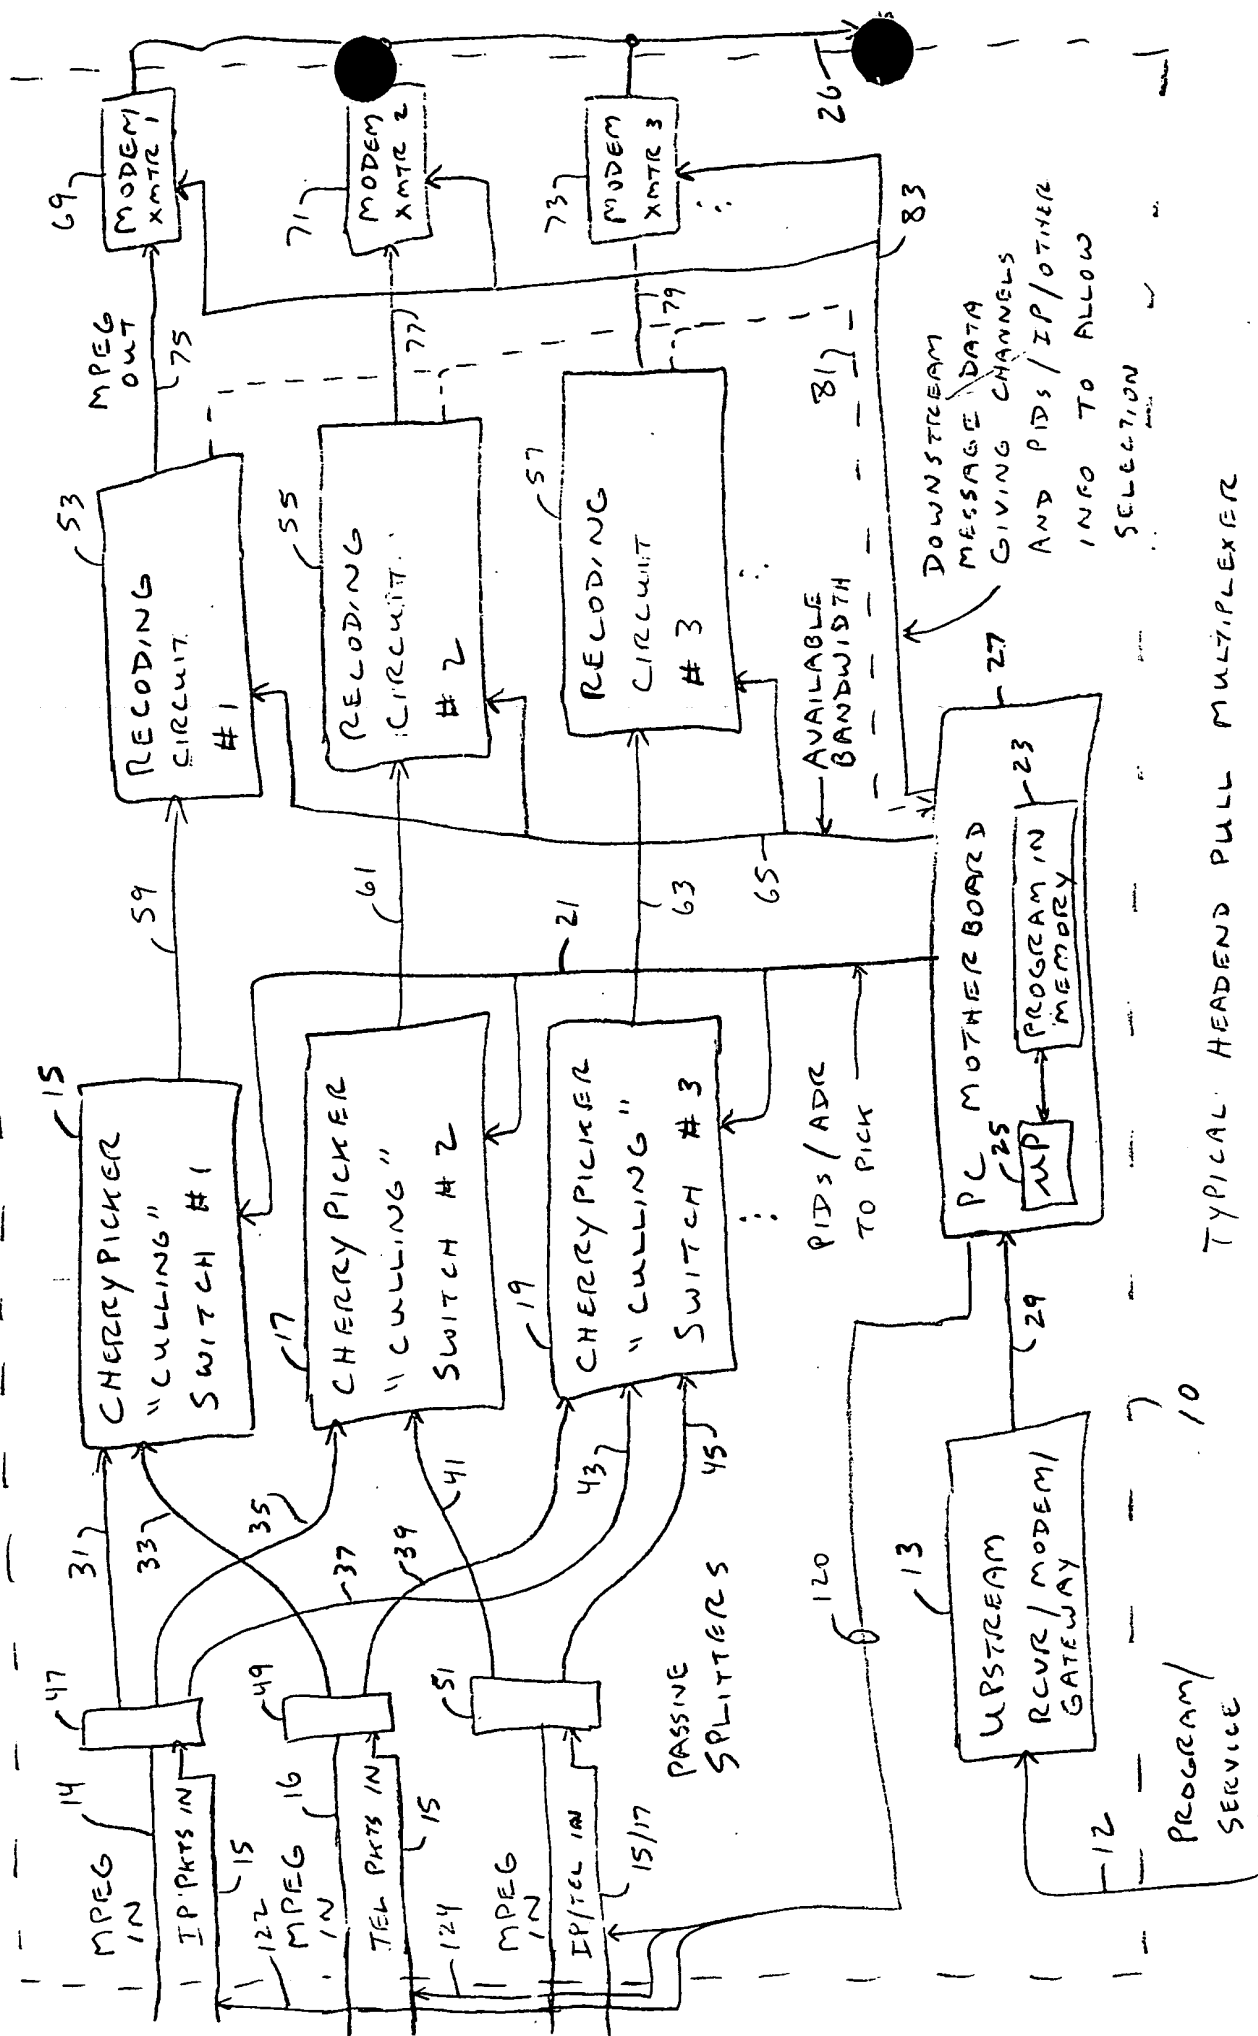 MPEG
IN
14
47
31
33
IP PKTS IN
15
122
MPEG
IN
16
49
35
37
39
TEL PKTS IN
15
124
MPEG
IN
51
41
43
45
IP/TEL IN
15/17
PASSIVE
SPLITTERS
15
CHERRYPICKER
"CULLING"
SWITCH #1
17
CHERRYPICKER
"CULLING"
SWITCH # 2
19
CHERRYPICKER
"CULLING"
SWITCH # 3
59
61
63
21
65
53
RECODING
CIRCUIT
#1
55
RECODING
CIRCUIT
# 2
57
RECODING
CIRCUIT
# 3
MPEG
OUT
75
77
79
81
69
MODEM
XMTR 1
71
MODEM
XMTR 2
73
MODEM
XMTR 3
26
83
PIDS/ADR
TO PICK
AVAILABLE
BANDWIDTH
DOWNSTREAM
MESSAGE DATA
GIVING CHANNELS
AND PIDS/IP/OTHER
INFO TO ALLOW
SELECTION
120
12
PROGRAM/
SERVICE
13
UPSTREAM
RCVR/MODEM/
GATEWAY
29
PC MOTHERBOARD
25
uP
PROGRAM IN
MEMORY
23
27
10
TYPICAL HEADEND PULL MULTIPLEXER